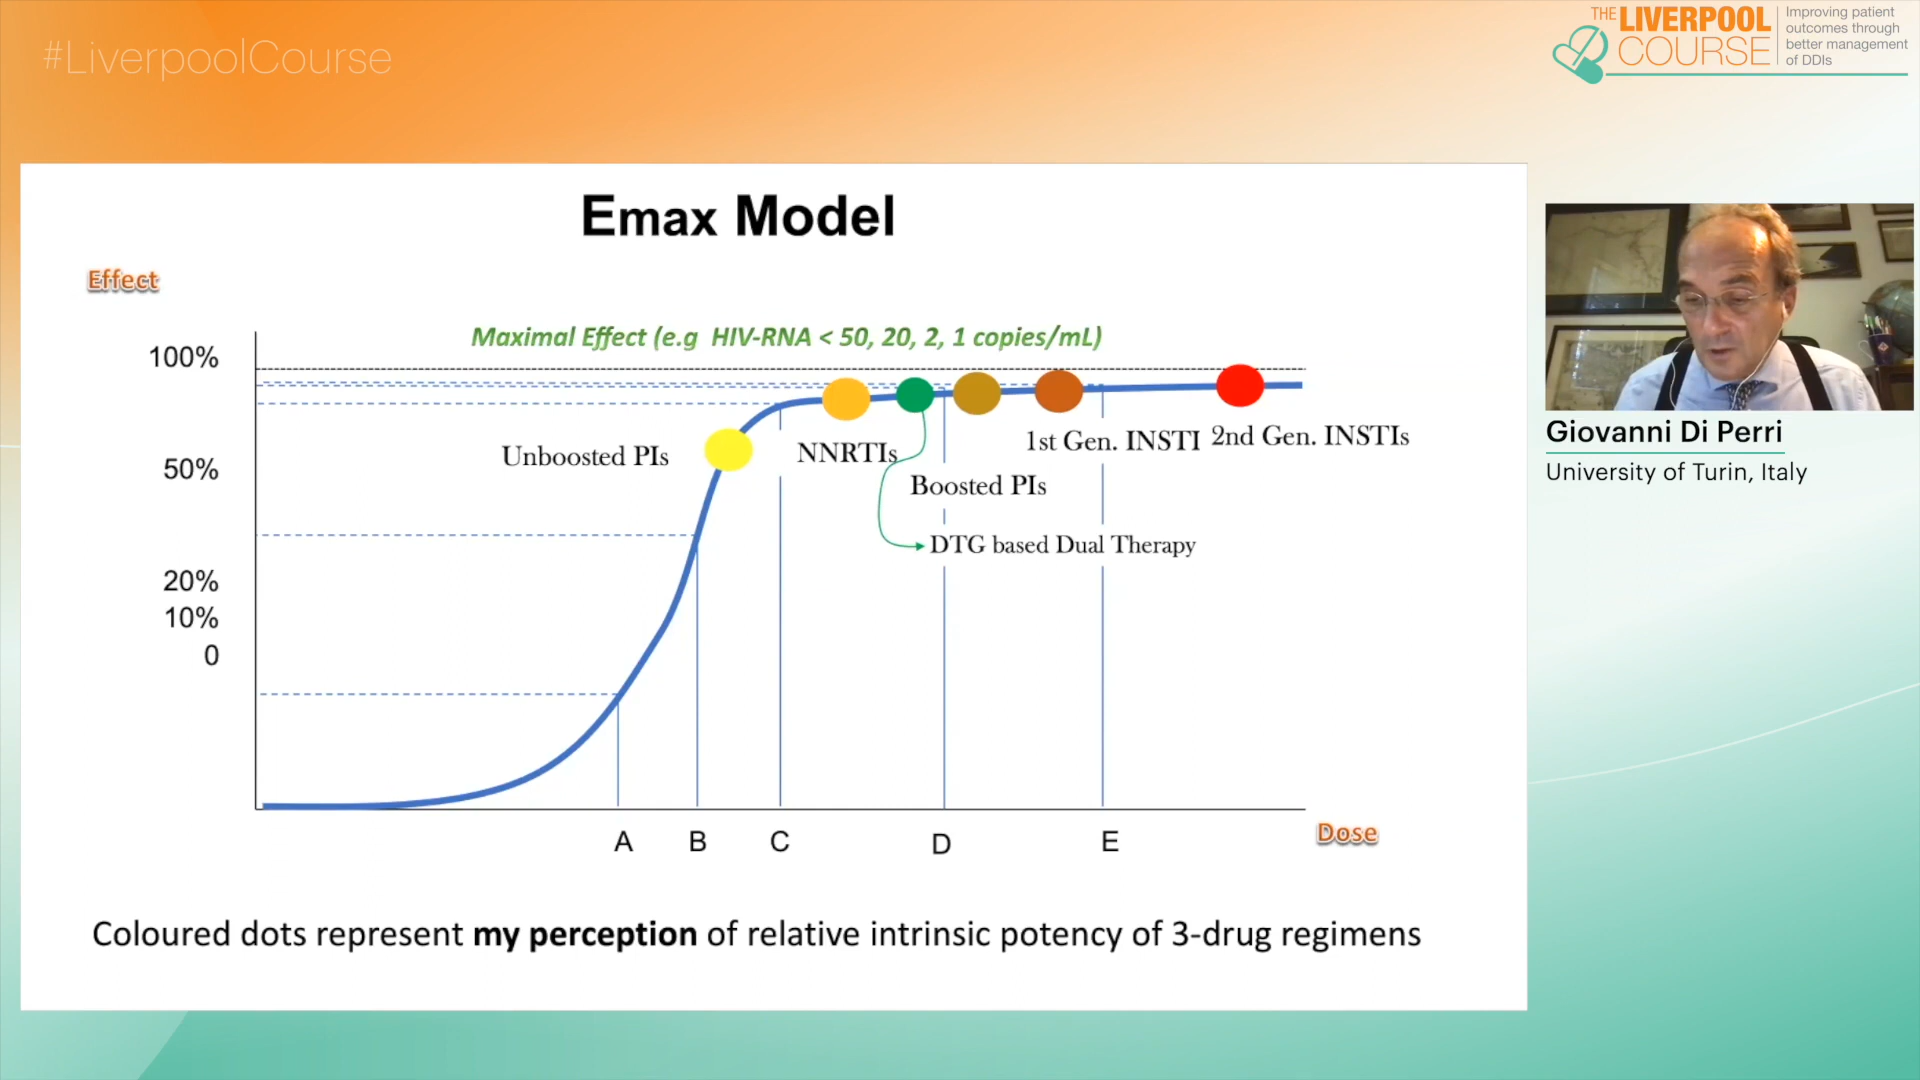 #LiverpoolCourse
THE LIVERPOOL
COURSE
Improving patient
outcomes through
better management
of DDIs
Emax Model
Effect
Maximal Effect (e.g HIV-RNA < 50, 20, 2, 1 copies/mL)
100%
50%
20%
10%
0
Unboosted PIs
NNRTIs
1st Gen. INSTI
2nd Gen. INSTIs
Boosted PIs
DTG based Dual Therapy
A
B
C
D
E
Dose
Coloured dots represent my perception of relative intrinsic potency of 3-drug regimens
Giovanni Di Perri
University of Turin, Italy